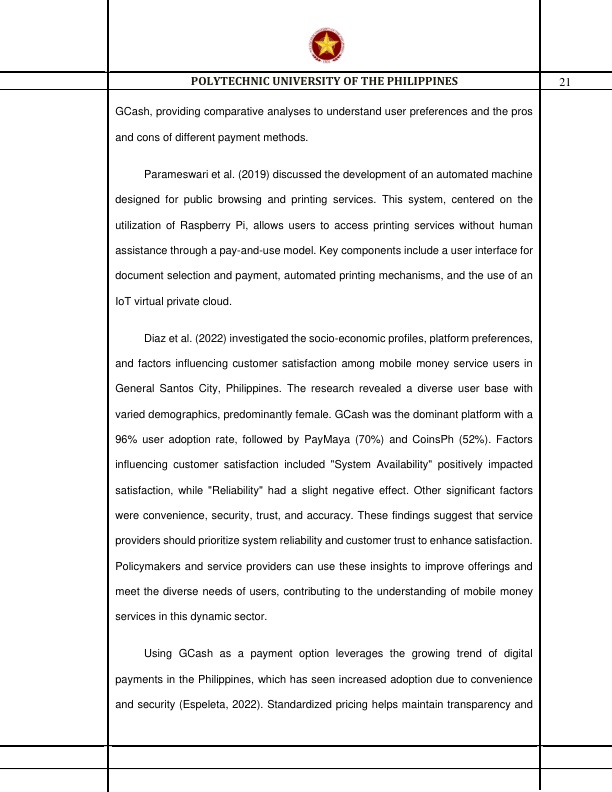 POLYTECHNIC UNIVERSITY OF THE PHILIPPINES 21
GCash, providing comparative analyses to understand user preferences and the pros
and cons of different payment methods.
Parameswari et al. (2019) discussed the development of an automated machine
designed for public browsing and printing services. This system, centered on the
utilization of Raspberry Pi, allows users to access printing services without human
assistance through a pay-and-use model. Key components include a user interface for
document selection and payment, automated printing mechanisms, and the use of an
IoT virtual private cloud.
Diaz et al. (2022) investigated the socio-economic profiles, platform preferences,
and factors influencing customer satisfaction among mobile money service users in
General Santos City, Philippines. The research revealed a diverse user base with
varied demographics, predominantly female. GCash was the dominant platform with a
96% user adoption rate, followed by PayMaya (70%) and CoinsPh (52%). Factors
influencing customer satisfaction included "System Availability" positively impacted
satisfaction, while "Reliability" had a slight negative effect. Other significant factors
were convenience, security, trust, and accuracy. These findings suggest that service
providers should prioritize system reliability and customer trust to enhance satisfaction.
Policymakers and service providers can use these insights to improve offerings and
meet the diverse needs of users, contributing to the understanding of mobile money
services in this dynamic sector.
Using GCash as a payment option leverages the growing trend of digital
payments in the Philippines, which has seen increased adoption due to convenience
and security (Espeleta, 2022). Standardized pricing helps maintain transparency and